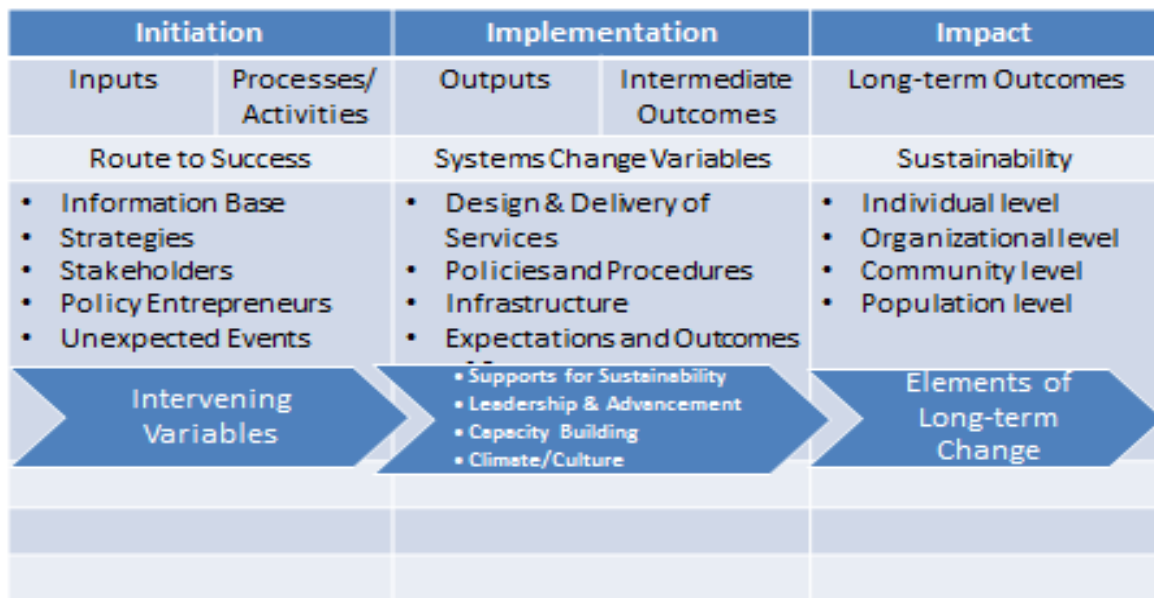 Initiation
Implementation
Impact
Inputs
Processes/
Activities
Outputs
Intermediate
Outcomes
Long-term Outcomes
Route to Success
Systems Change Variables
Sustainability
• Information Base
• Strategies
• Stakeholders
• Policy Entrepreneurs
• Unexpected Events
• Design & Delivery of
Services
• Policies and Procedures
• Infrastructure
• Expectations and Outcomes
• Individual level
• Organizational level
• Community level
• Population level
Intervening
Variables
• Supports for Sustainability
• Leadership & Advancement
• Capacity Building
• Climate/Culture
Elements of
Long-term
Change